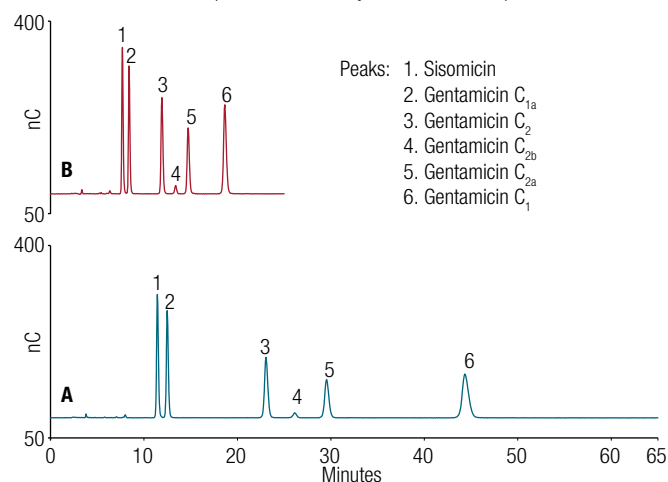 400
nC
50
B
1
2
3
4
5
6
Peaks: 1. Sisomicin
2. Gentamicin C1a
3. Gentamicin C2
4. Gentamicin C2b
5. Gentamicin C2a
6. Gentamicin C1
400
nC
50
A
1
2
3
4
5
6
0 10 20 30 40 50 60 65
Minutes